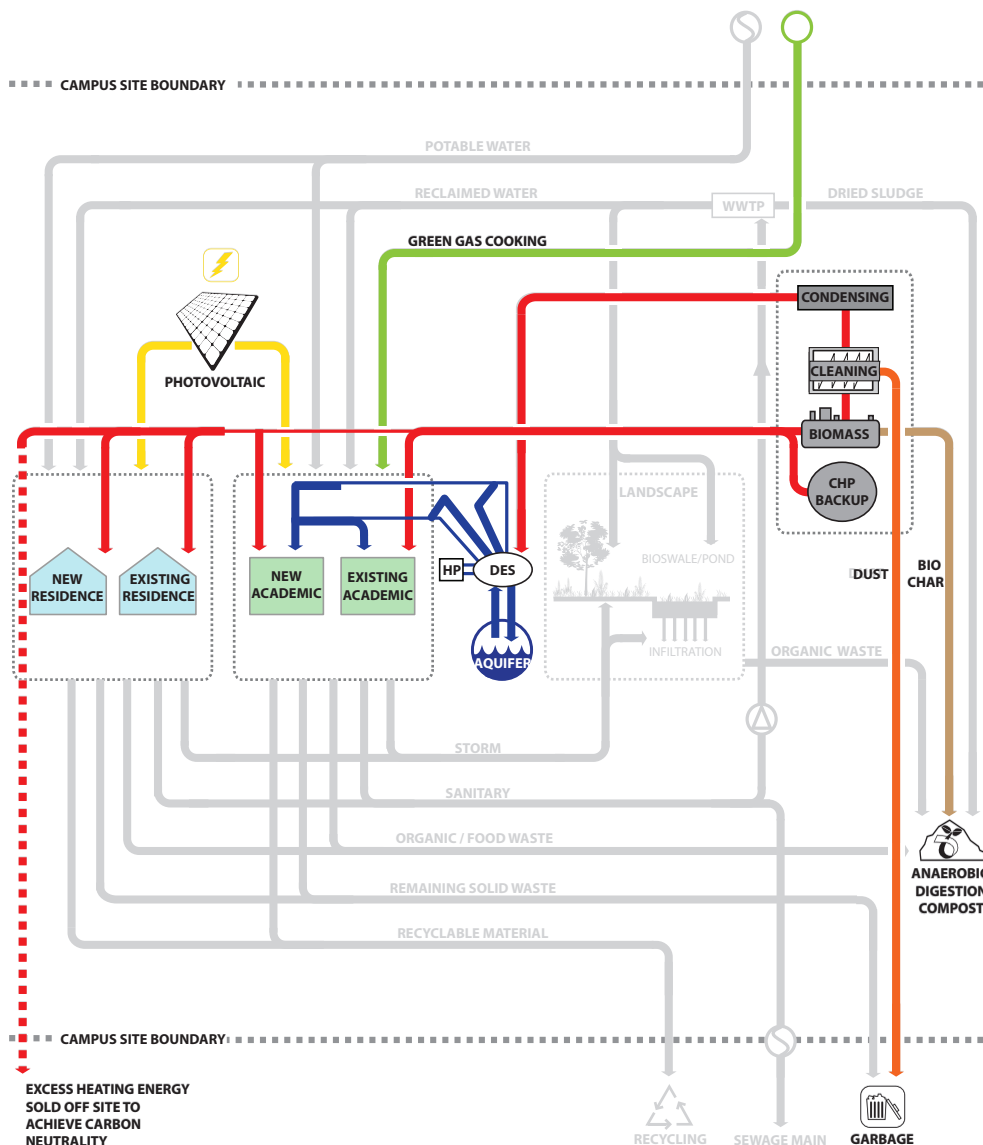 CAMPUS SITE BOUNDARY
POTABLE WATER
RECLAIMED WATER
WWTP
DRIED SLUDGE
GREEN GAS COOKING
CONDENSING
CLEANING
PHOTOVOLTAIC
BIOMASS
CHP
BACKUP
LANDSCAPE
BIOSWALE/POND
HP
DES
NEW
RESIDENCE
EXISTING
RESIDENCE
NEW
ACADEMIC
EXISTING
ACADEMIC
DUST
BIO
CHAR
AQUIFER
INFILTRATION
ORGANIC WASTE
STORM
SANITARY
ORGANIC / FOOD WASTE
ANAEROBIC
DIGESTION
COMPOST
REMAINING SOLID WASTE
RECYCLABLE MATERIAL
CAMPUS SITE BOUNDARY
EXCESS HEATING ENERGY
SOLD OFF SITE TO
ACHIEVE CARBON
NEUTRALITY
RECYCLING
SEWAGE MAIN
GARBAGE